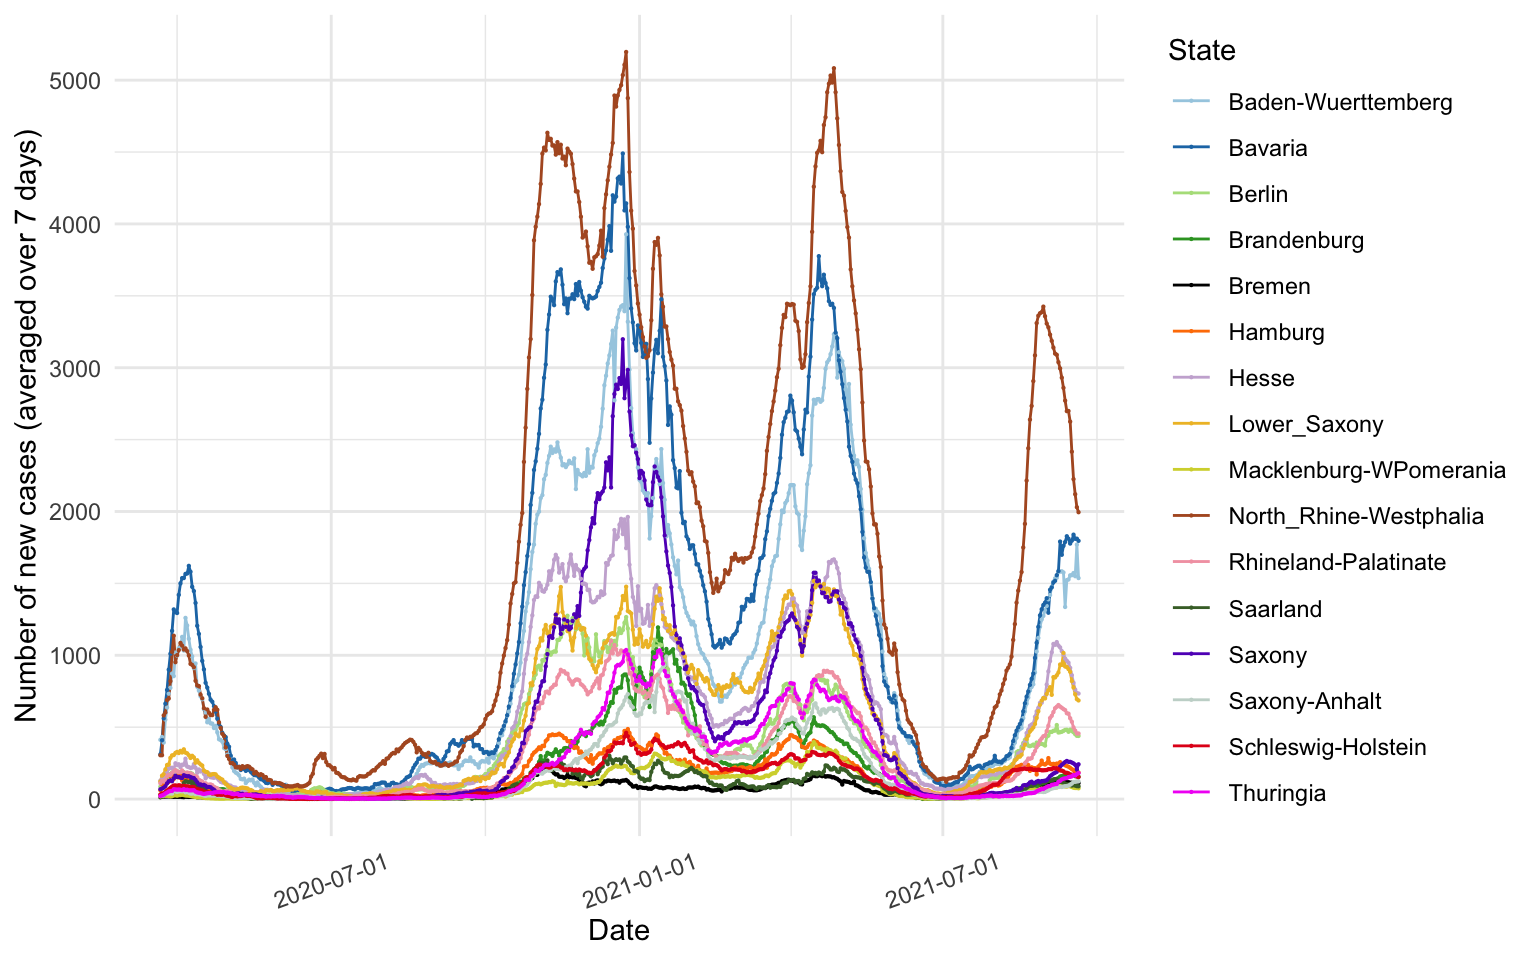 Number of new cases (averaged over 7 days)
5000
4000
3000
2000
1000
0
2020-07-01
2021-01-01
2021-07-01
Date
State
Baden-Wuerttemberg
Bavaria
Berlin
Brandenburg
Bremen
Hamburg
Hesse
Lower_Saxony
Macklenburg-WPomerania
North_Rhine-Westphalia
Rhineland-Palatinate
Saarland
Saxony
Saxony-Anhalt
Schleswig-Holstein
Thuringia